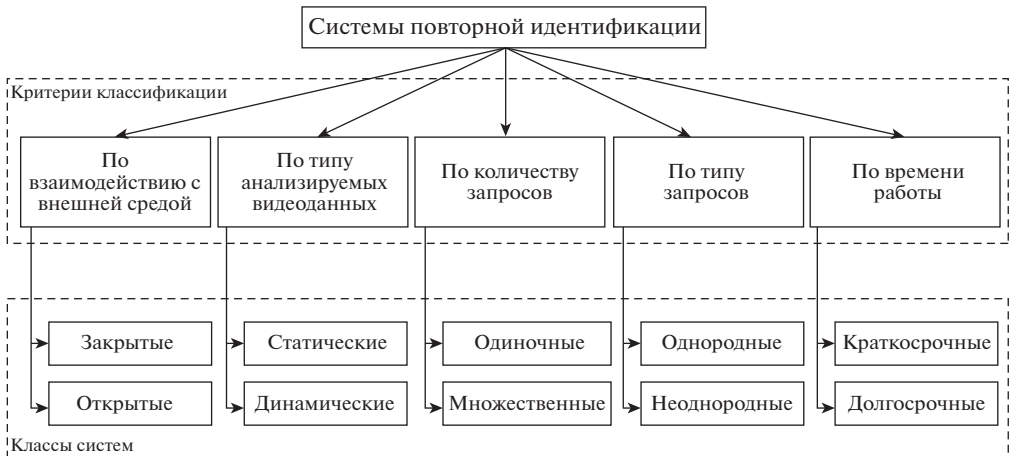 Системы повторной идентификации
Критерии классификации
По
взаимодействию с
внешней средой
По типу
анализируемых
видеоданных
По количеству
запросов
По типу
запросов
По времени
работы
Закрытые
Статические
Одиночные
Однородные
Краткосрочные
Открытые
Динамические
Множественные
Неоднородные
Долгосрочные
Классы систем